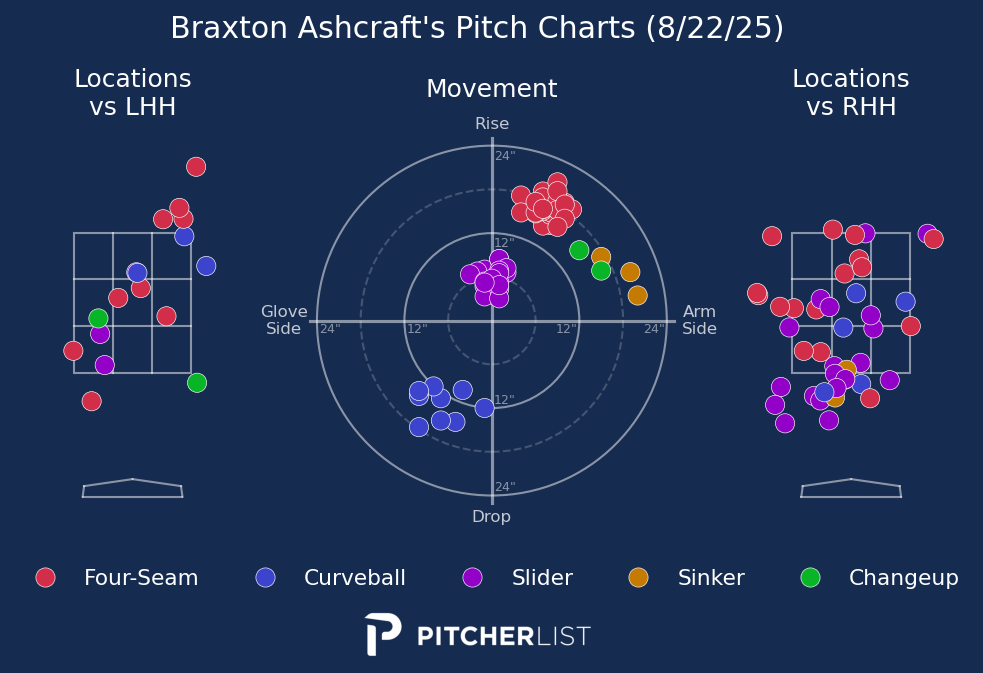 Braxton Ashcraft's Pitch Charts (8/22/25)
Locations
vs LHH
Movement
Locations
vs RHH
Rise
24"
12"
Glove
Side
24"
12"
12"
24"
Arm
Side
12"
24"
Drop
Four-Seam
Curveball
Slider
Sinker
Changeup
PITCHERLIST